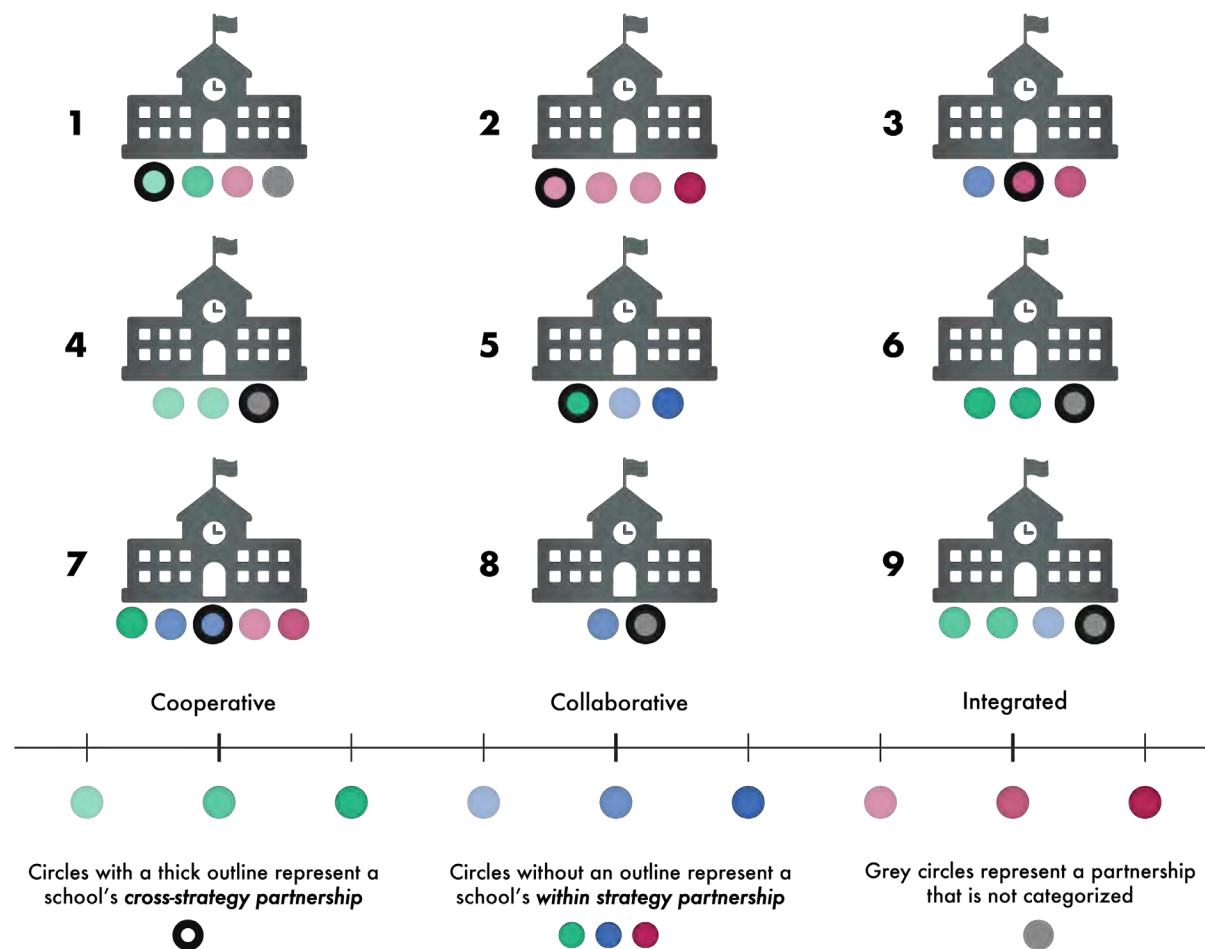 1
2
3
4
5
6
7
8
9
Cooperative
Collaborative
Integrated
Circles with a thick outline represent a
school's cross-strategy partnership
Circles without an outline represent a
school's within strategy partnership
Grey circles represent a partnership
that is not categorized